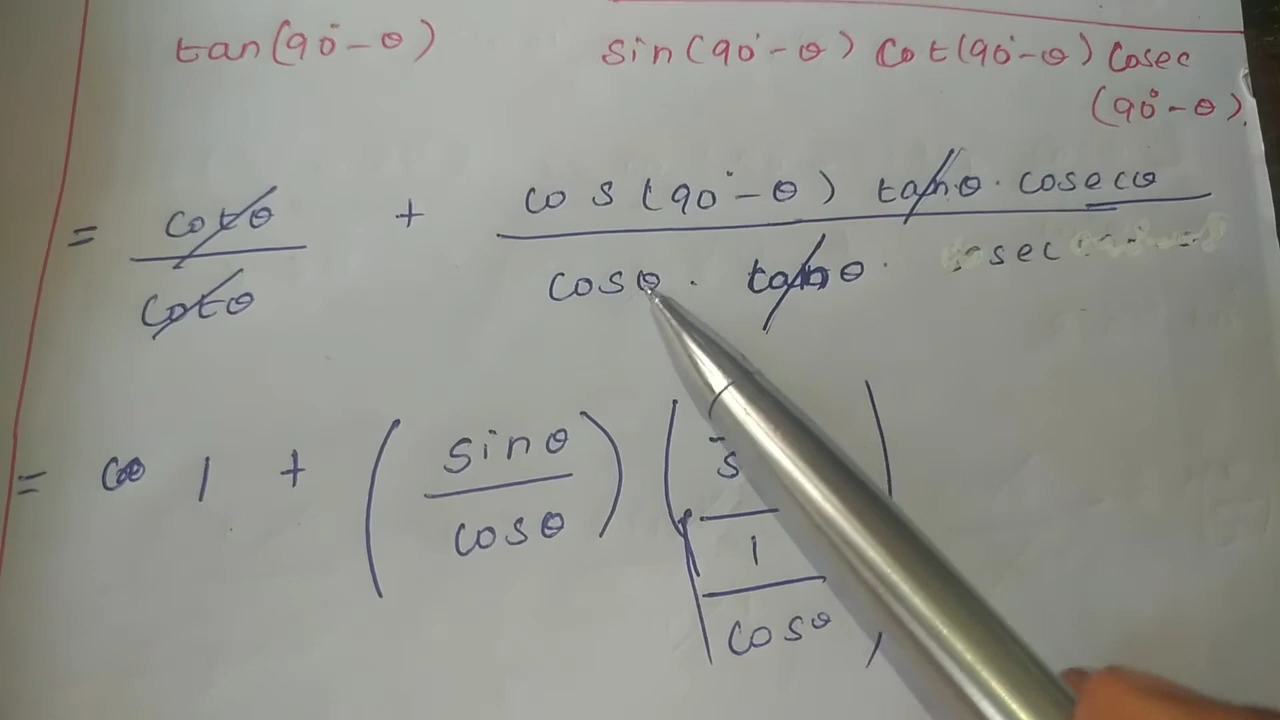 tan(90°-θ) sin(90°-θ) Cot(90°-θ) Cosec
(90°-θ).
= cotθ + cos(90°-θ) tanθ. cosecθ
cotθ cosθ. tanθ. sec
= 1 + ( sinθ ) (
cosθ 1
cosθ